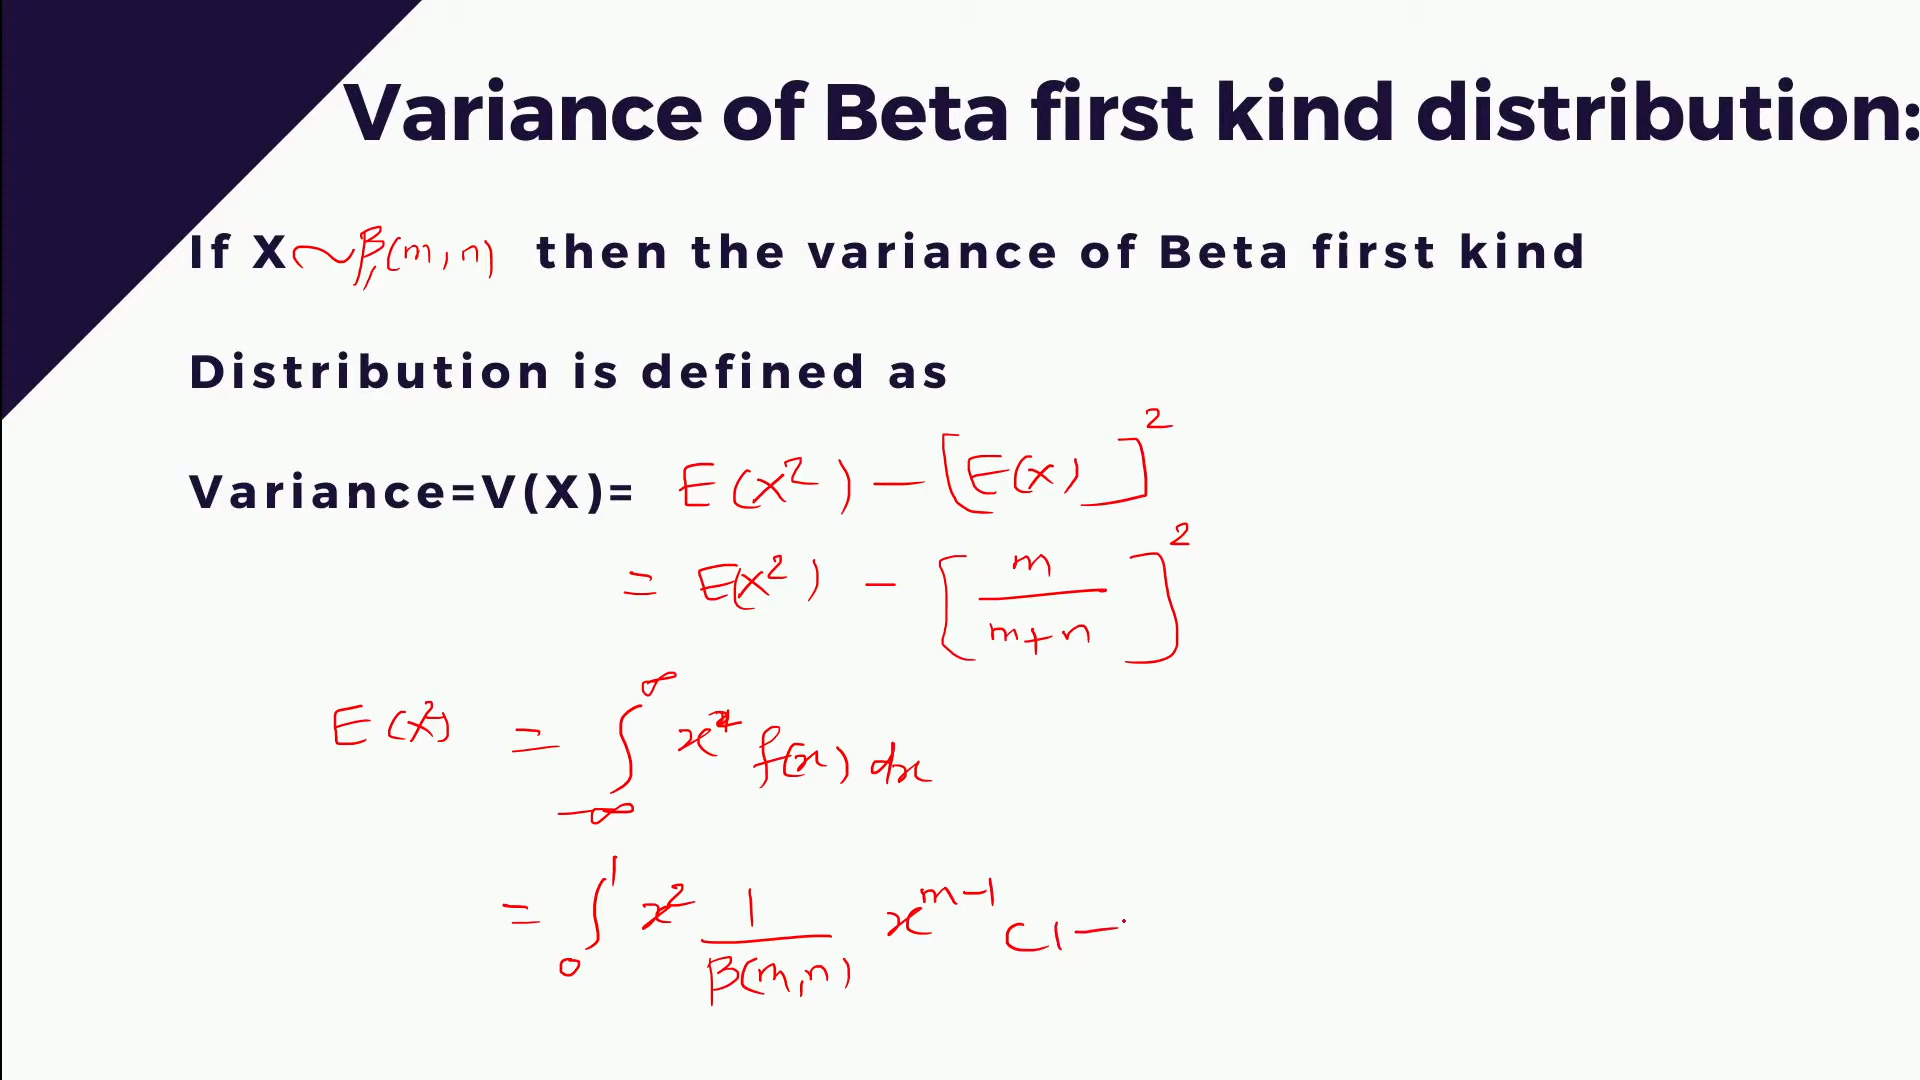 Variance of Beta first kind distribution:
If X ~ β₁(m, n) then the variance of Beta first kind
Distribution is defined as
Variance=V(X)= E(X²) − [E(X)]²
= E(X²) − [m / m+n]²
E(X²) = ∫_{-∞}^{∞} x² f(x) dx
= ∫_0^1 x² 1/β(m,n) x^{m-1} (1 −